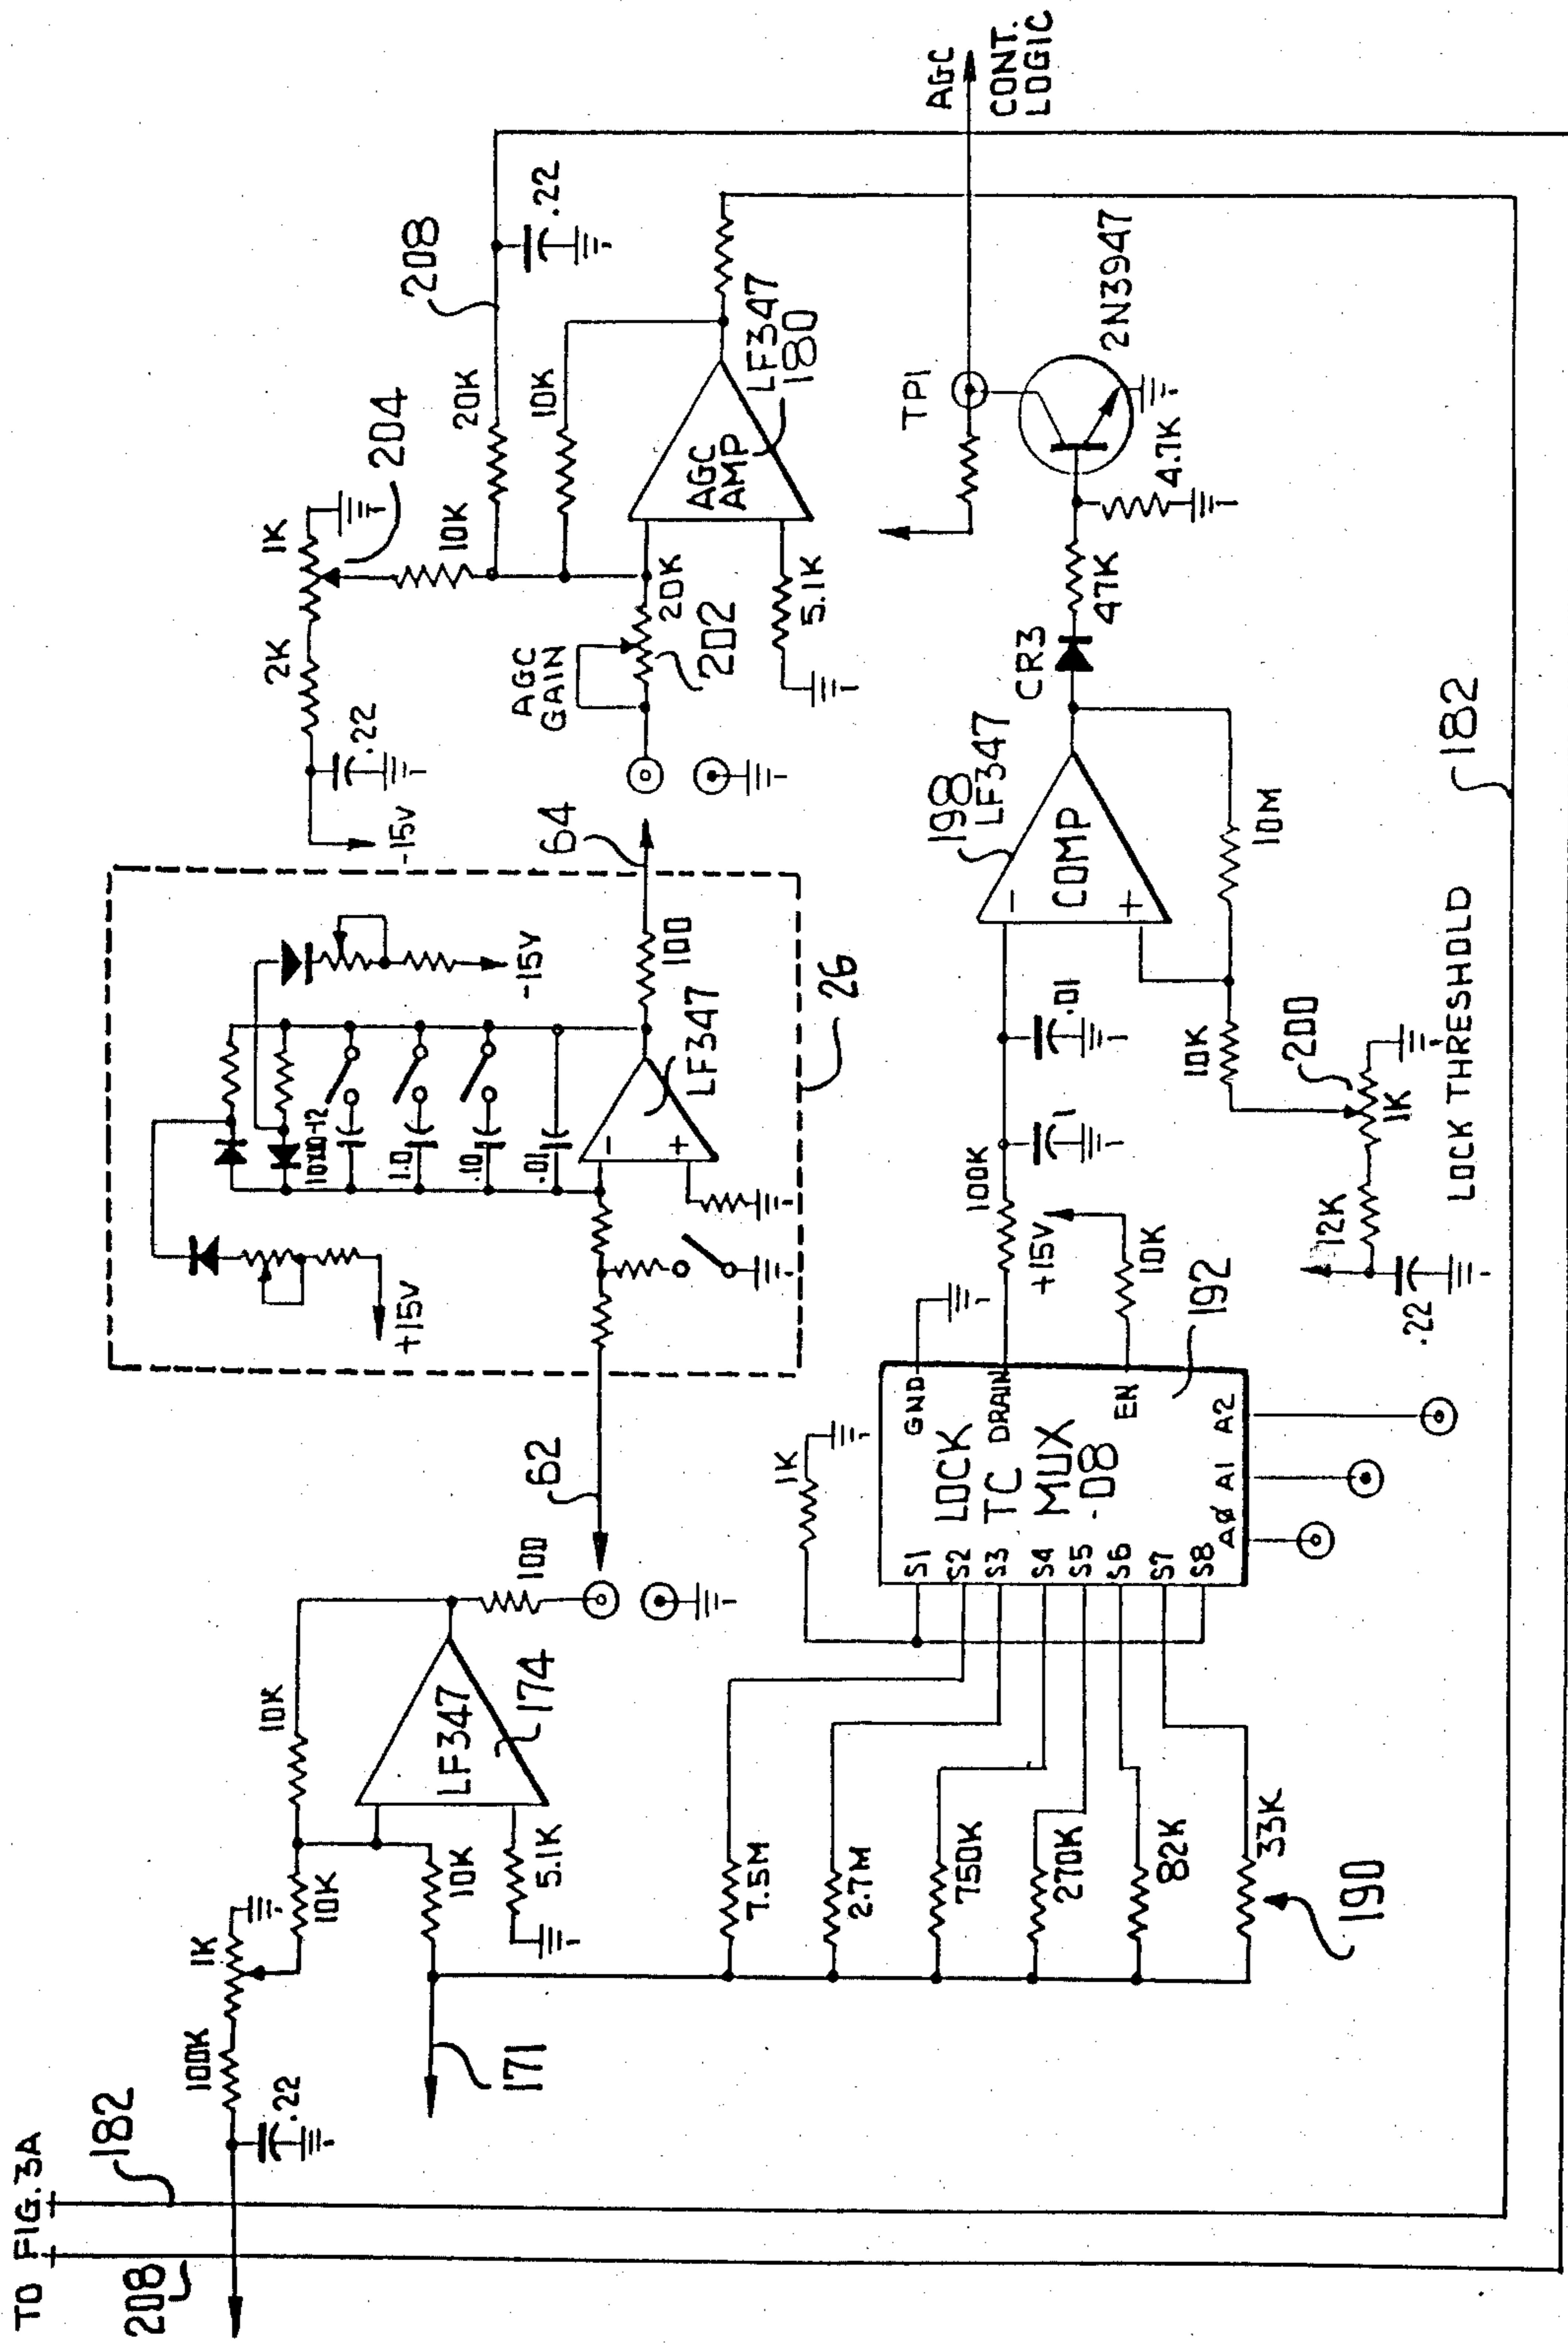 TO FIG. 3A
208
182
.22
100K
1K
10K
10K
10K
5.1K
LF347
174
100
171
62
+15V
10X10-12
1.0
.10
.01
-
+
LF347
100
-15V
26
64
-15V
.22
2K
1K
204
10K
20K
208
.22
10K
AGC
GAIN
20K
202
5.1K
AGC
AMP
LF347
180
7.5M
2.7M
750K
270K
82K
33K
190
1K
S1
S2
S3
S4
S5
S6
S7
S8
LOCK
TC
MUX
-08
GND
DRAIN
EN
AØ
A1
A2
192
100K
+15V
10K
.1
.01
198
LF347
-
COMP
+
10M
10K
200
1K
12K
.22
LOCK THRESHOLD
CR3
47K
4.7K
2N3947
TP1
AGC
CONT.
LOGIC
182